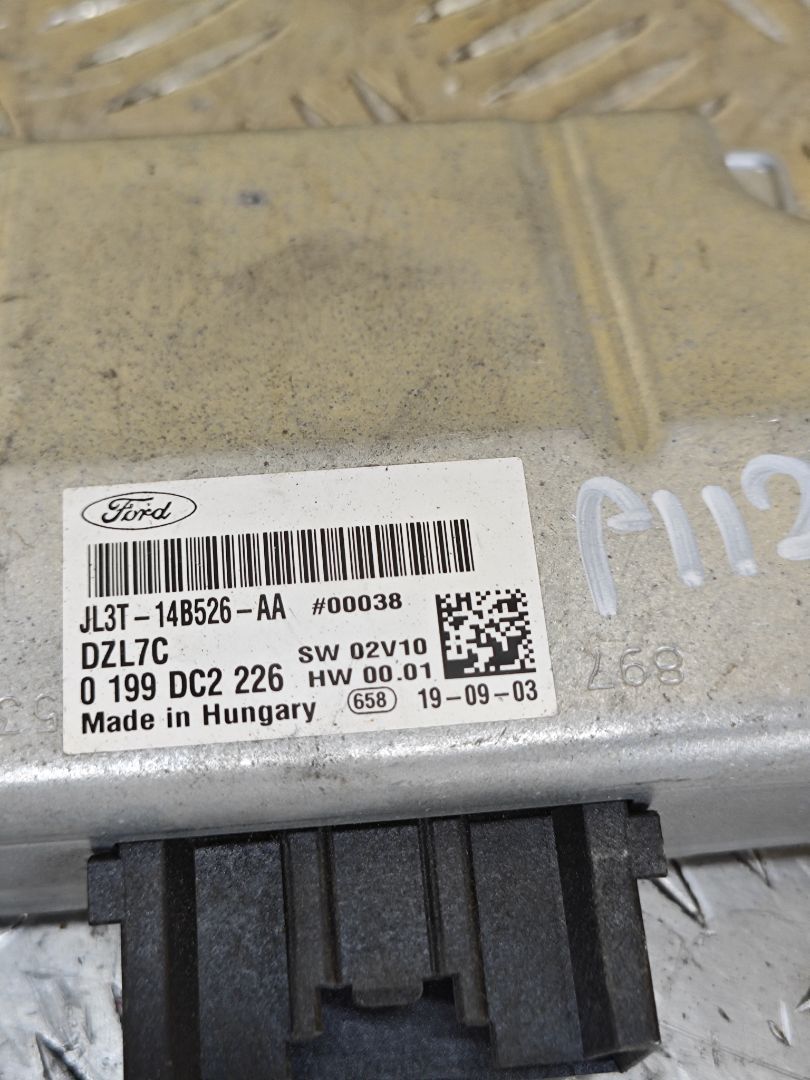 Ford
JL3T-14B526-AA #00038
DZL7C SW 02V10
0 199 DC2 226 HW 00.01
Made in Hungary 658 19-09-03
A112
897